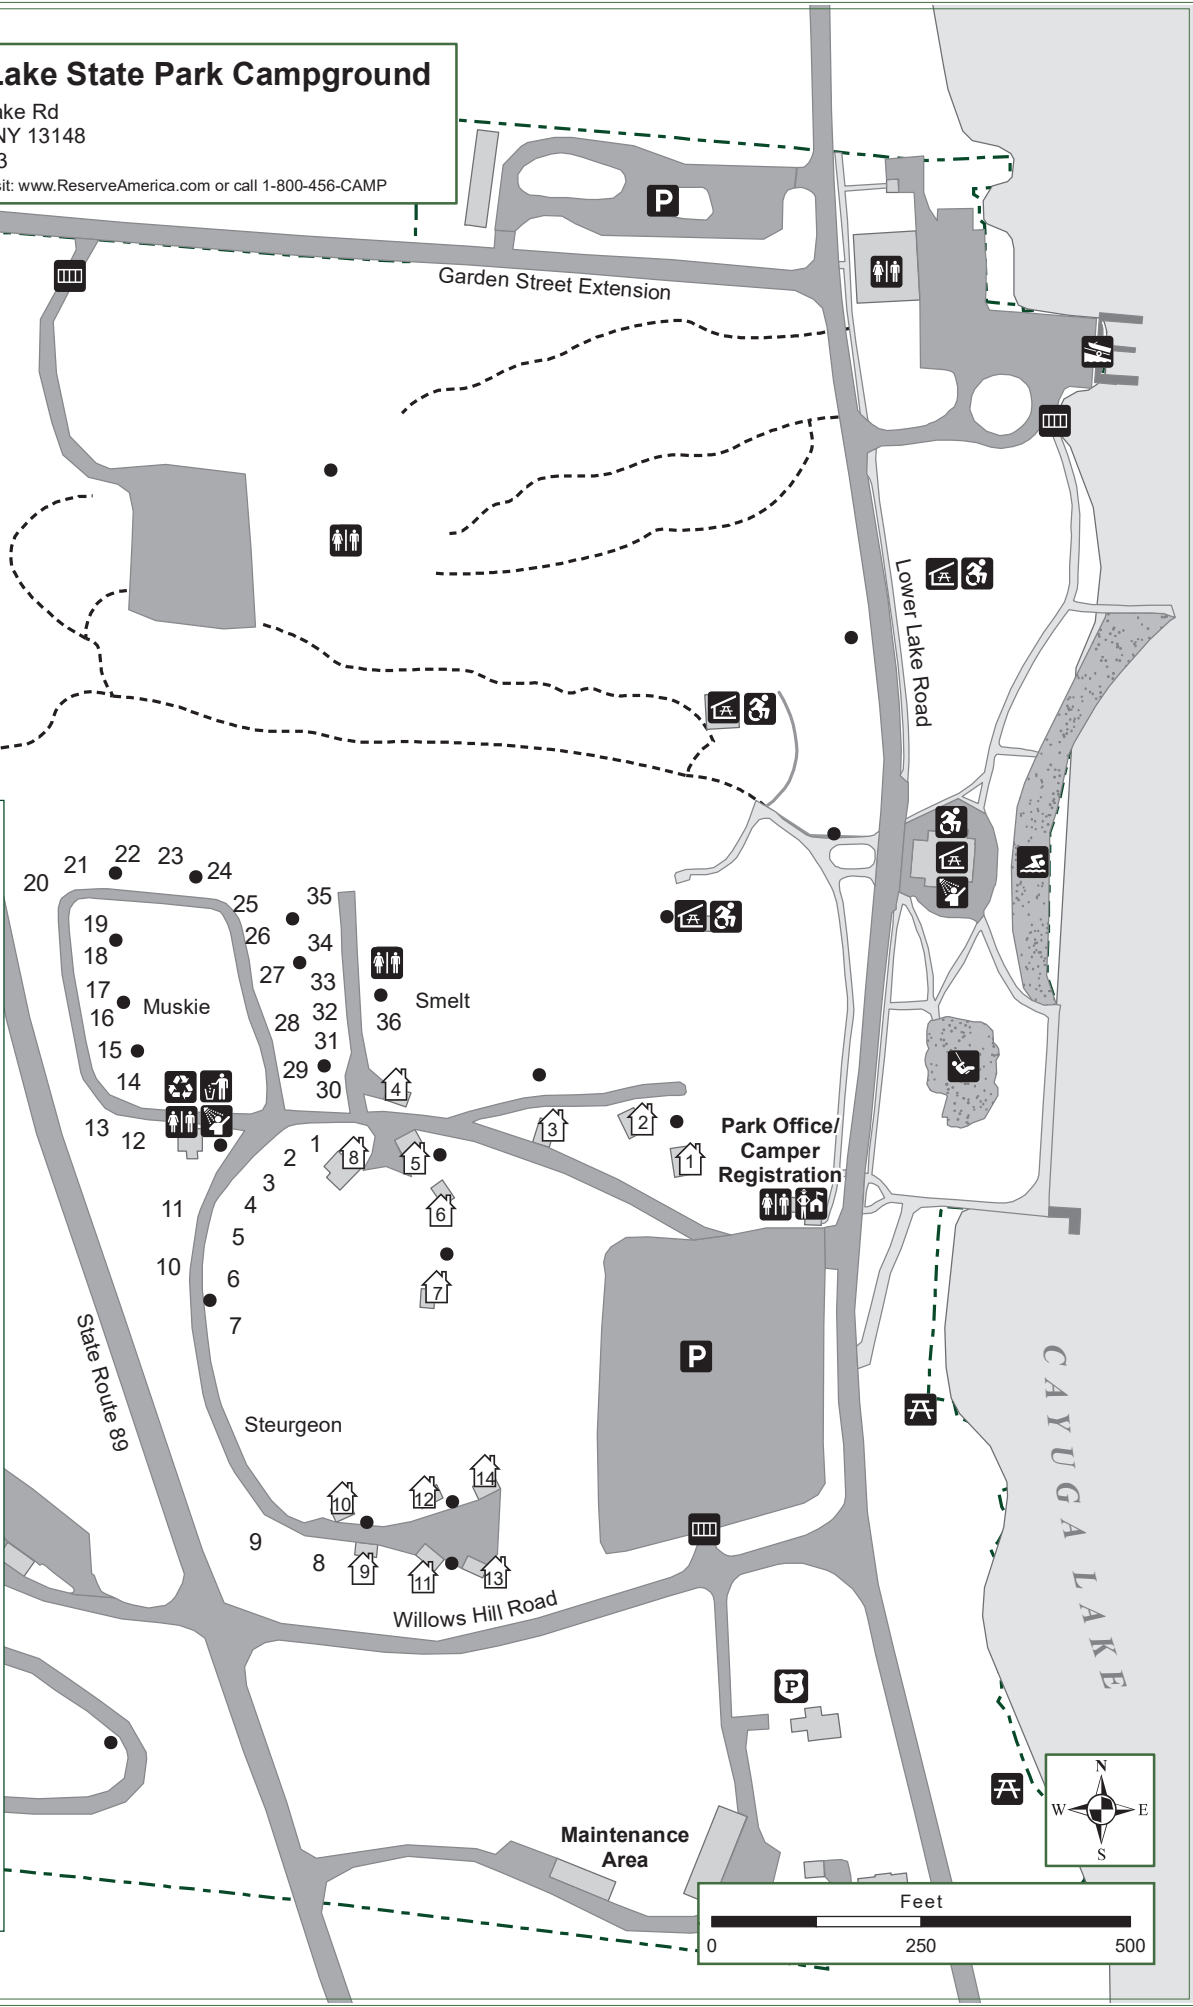 Lake State Park Campground
ake Rd
NY 13148
3
sit: www.ReserveAmerica.com or call 1-800-456-CAMP
P
Garden Street Extension
Lower Lake Road
20
21
22
23
24
25
26
27
28
29
30
31
32
33
34
35
36
19
18
17
16
15
14
13
12
11
10
Muskie
Smelt
1
2
3
4
5
6
7
4
8
5
6
7
3
2
1
Park Office/
Camper
Registration
P
State Route 89
Steurgeon
9
8
10
12
14
9
11
13
Willows Hill Road
CAYUGA LAKE
P
Maintenance
Area
N
W
E
S
Feet
0
250
500